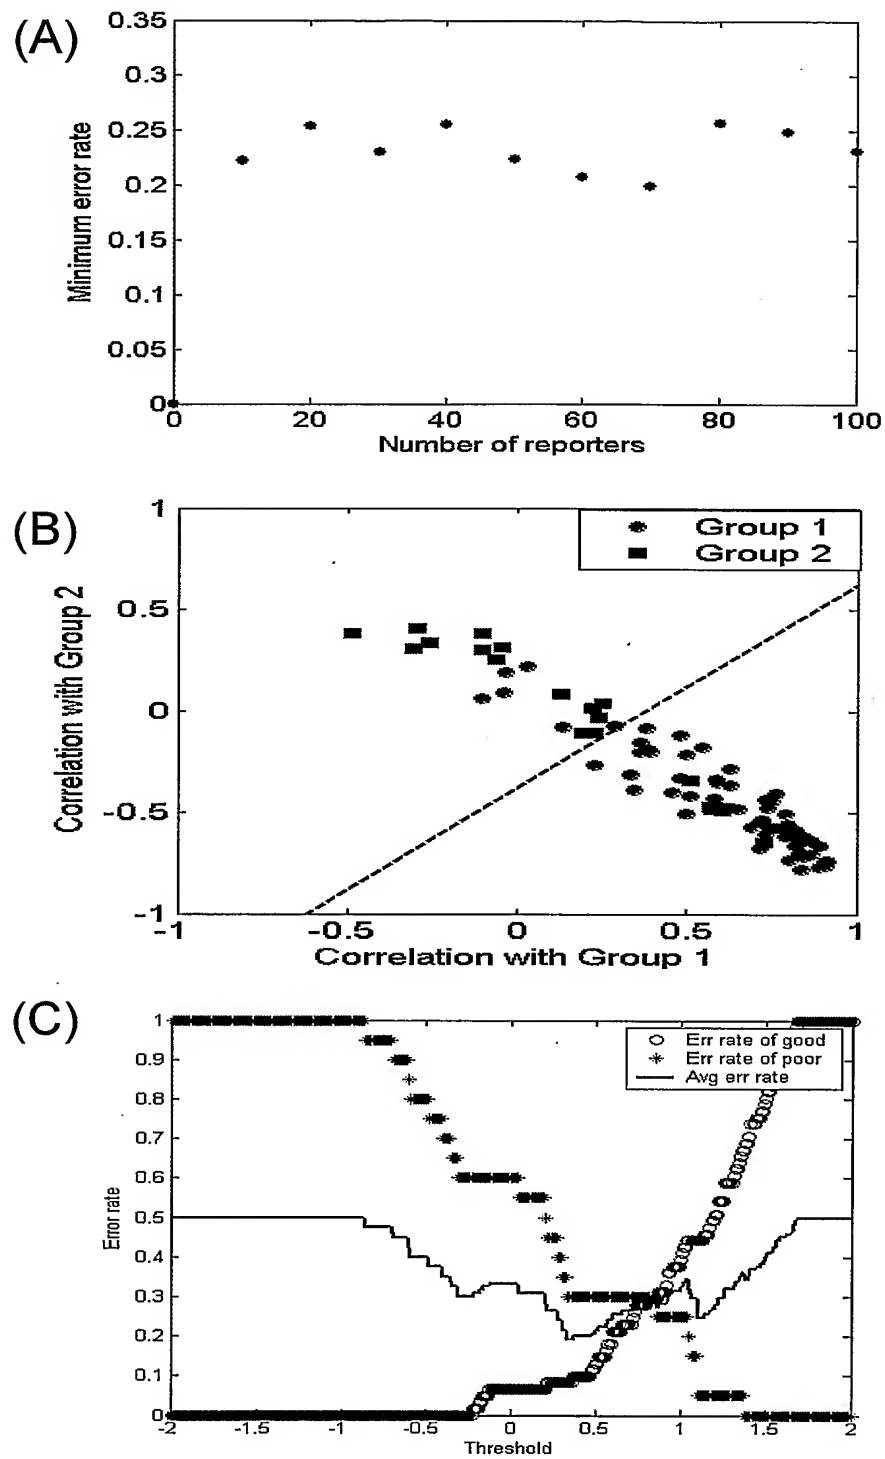 (A)
0.35
0.3
0.25
0.2
0.15
0.1
0.05
0
Minimum error rate
0 20 40 60 80 100
Number of reporters
(B)
1
0.5
0
-0.5
-1
Correlation with Group 2
Group 1
Group 2
-1 -0.5 0 0.5 1
Correlation with Group 1
(C)
1
0.9
0.8
0.7
0.6
0.5
0.4
0.3
0.2
0.1
0
Error rate
Err rate of good
Err rate of poor
Avg err rate
-2 -1.5 -1 -0.5 0 0.5 1 1.5 2
Threshold